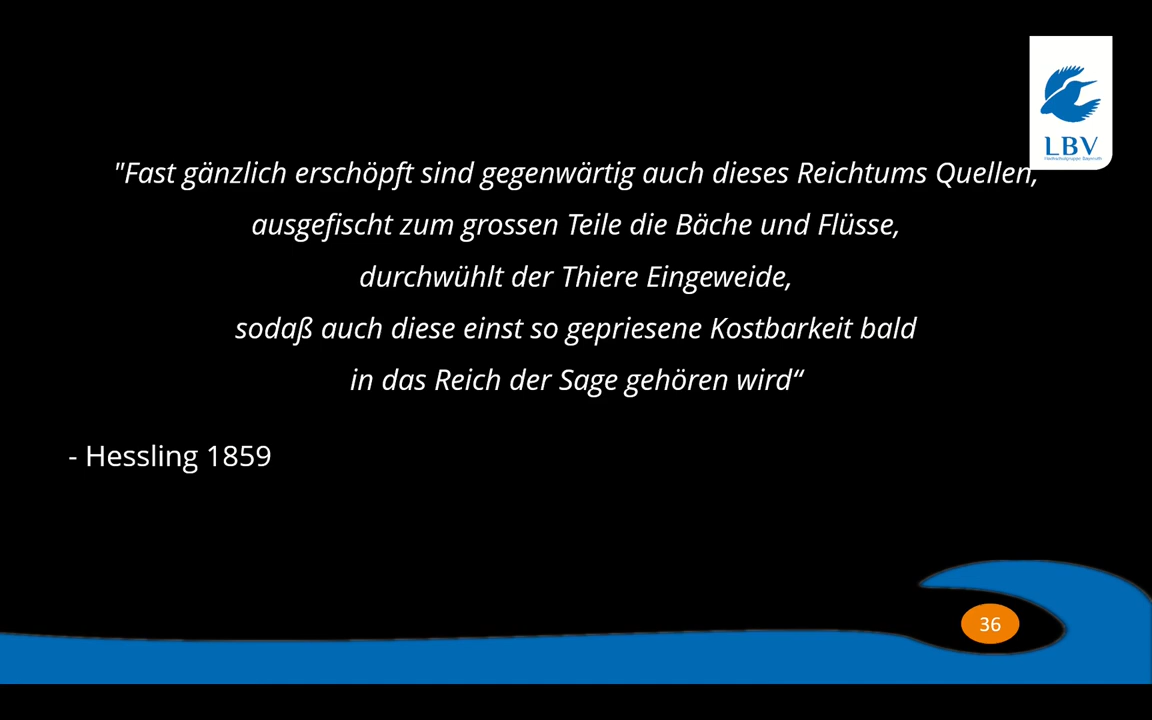 LBV
"Fast gänzlich erschöpft sind gegenwärtig auch dieses Reichtums Quellen,
ausgefischt zum grossen Teile die Bäche und Flüsse,
durchwühlt der Thiere Eingeweide,
sodaß auch diese einst so gepriesene Kostbarkeit bald
in das Reich der Sage gehören wird“
- Hessling 1859
36